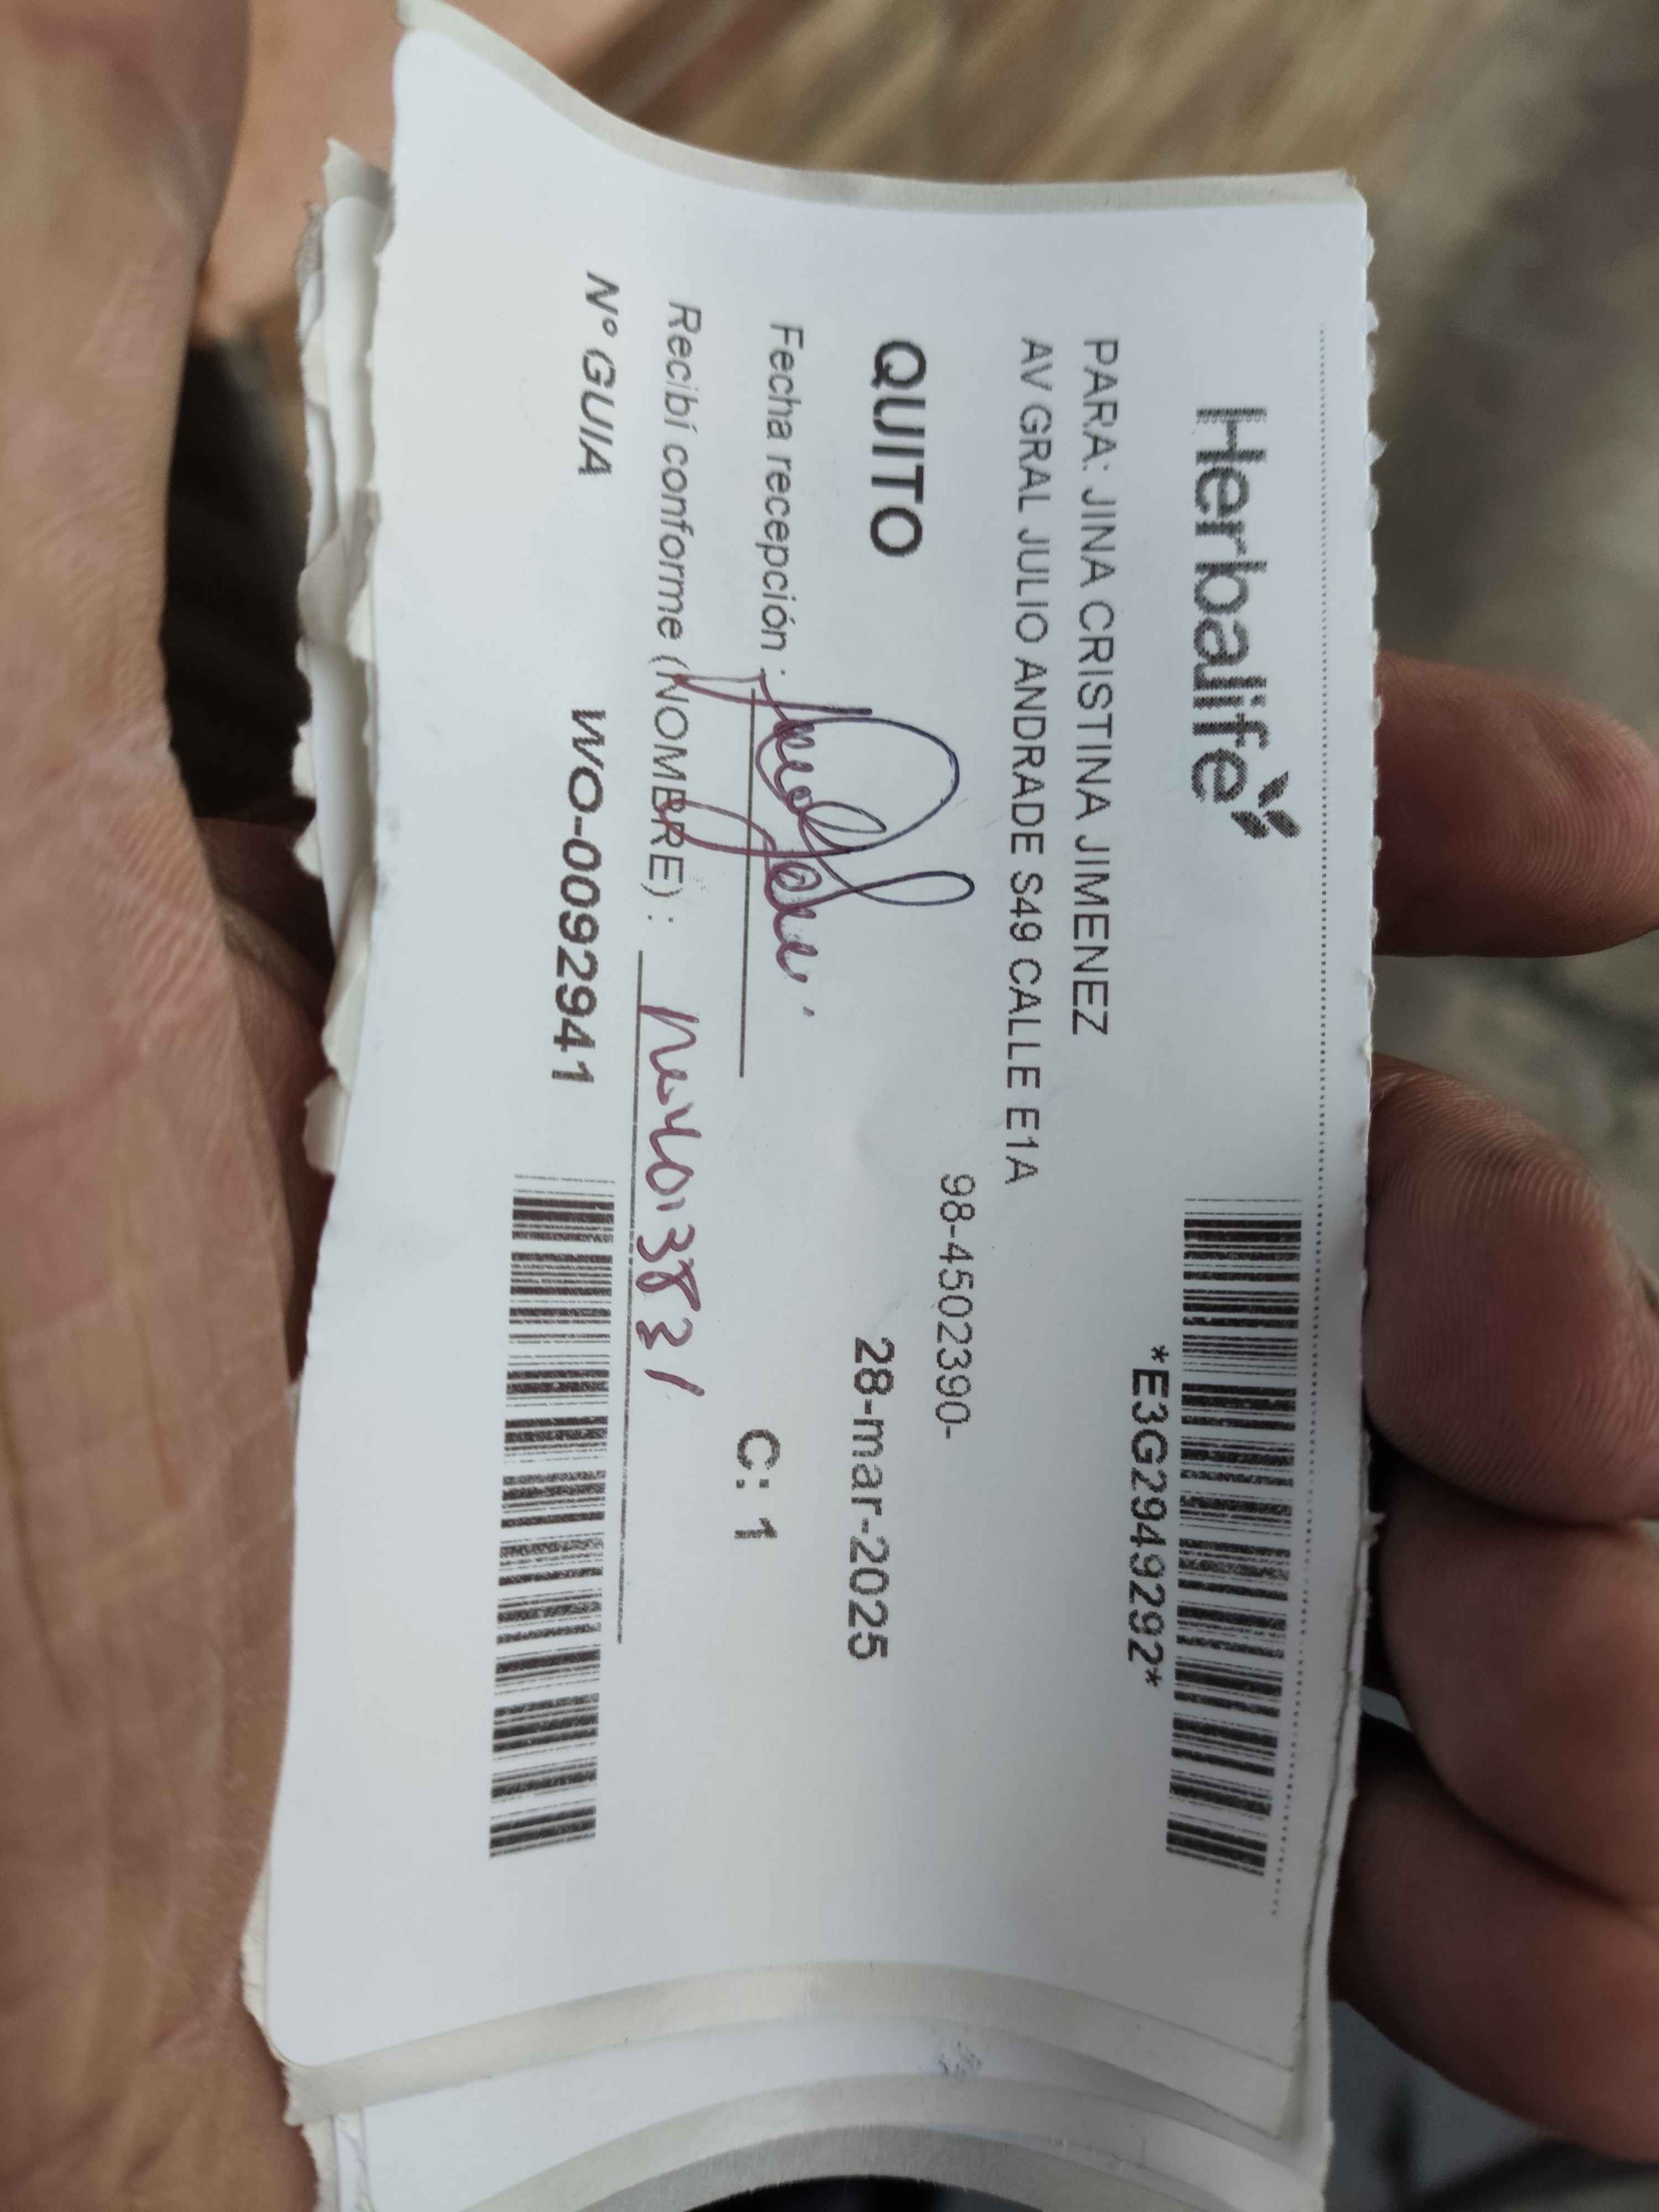 Herbalife
*E3G2949292*
PARA: JINA CRISTINA JIMENEZ
AV GRAL JULIO ANDRADE S49 CALLE E1A
98-4502390-
QUITO
28-mar-2025
Fecha recepción :
C: 1
Recibí conforme (NOMBRE) :
Nº GUIA WO-0092941